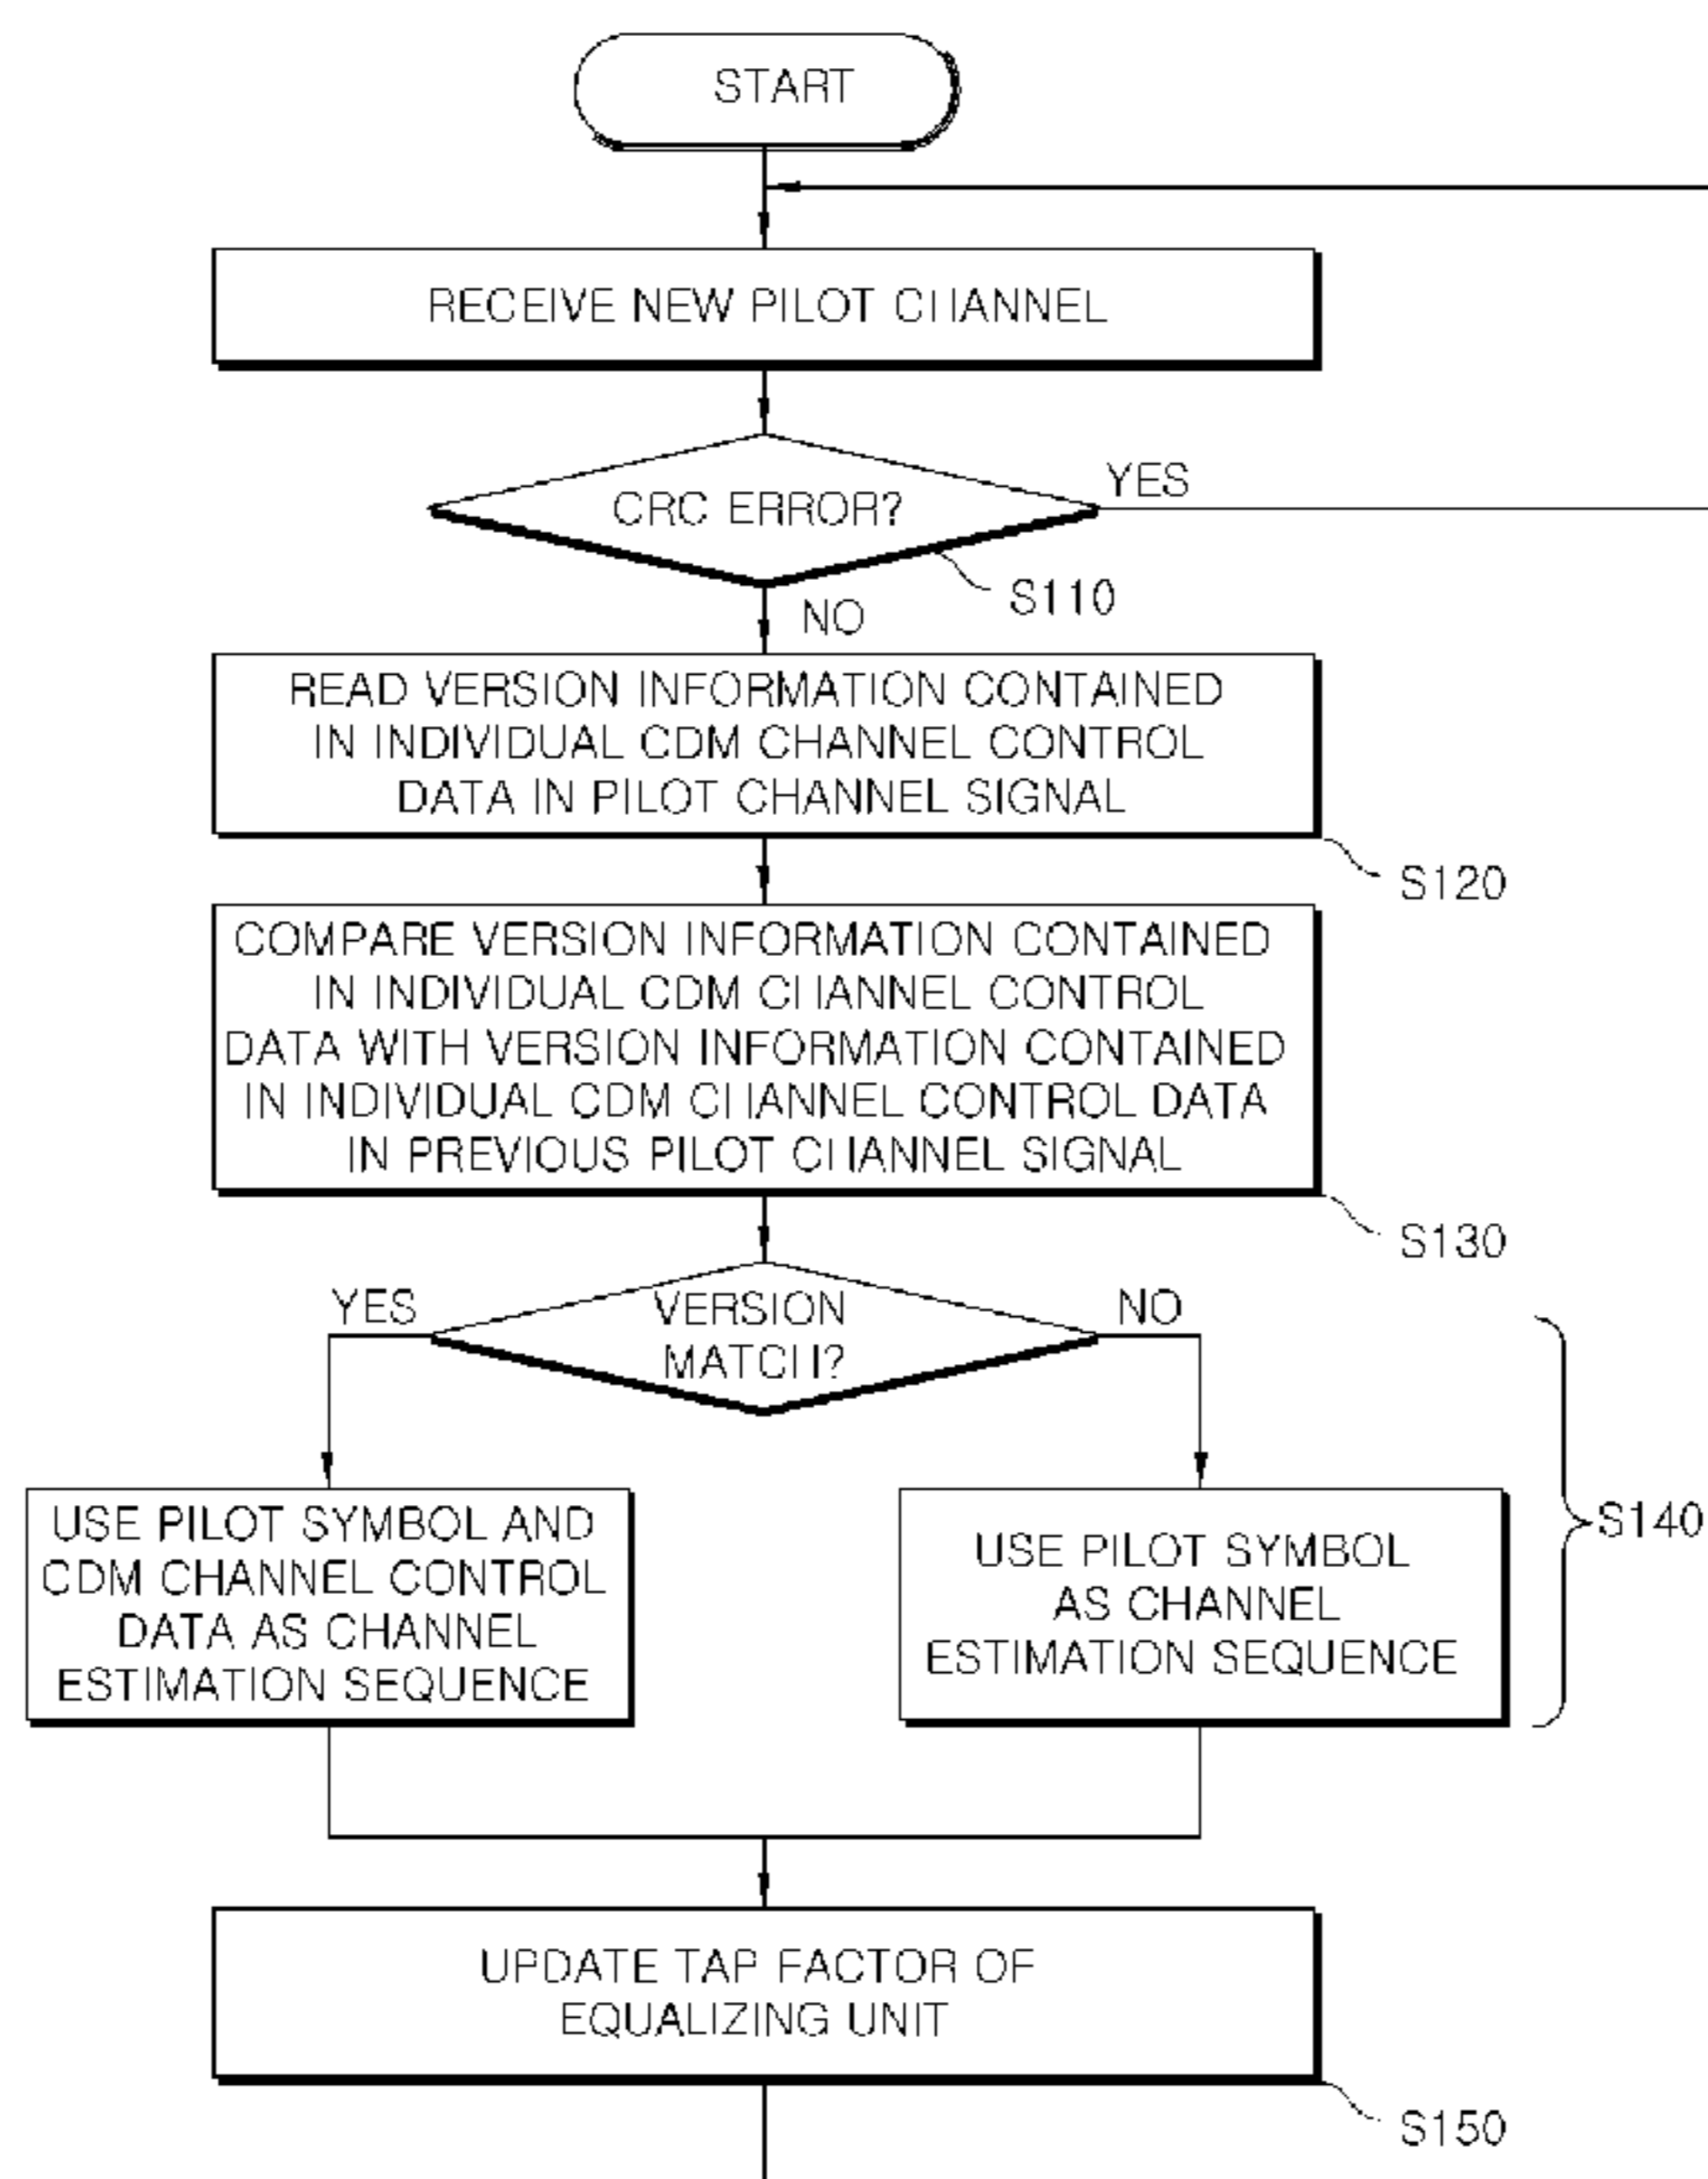 START
RECEIVE NEW PILOT CHANNEL
CRC ERROR?
YES
S110
NO
READ VERSION INFORMATION CONTAINED
IN INDIVIDUAL CDM CHANNEL CONTROL
DATA IN PILOT CHANNEL SIGNAL
S120
COMPARE VERSION INFORMATION CONTAINED
IN INDIVIDUAL CDM CHANNEL CONTROL
DATA WITH VERSION INFORMATION CONTAINED
IN INDIVIDUAL CDM CHANNEL CONTROL DATA
IN PREVIOUS PILOT CHANNEL SIGNAL
S130
YES
VERSION
MATCH?
NO
USE PILOT SYMBOL AND
CDM CHANNEL CONTROL
DATA AS CHANNEL
ESTIMATION SEQUENCE
USE PILOT SYMBOL
AS CHANNEL
ESTIMATION SEQUENCE
S140
UPDATE TAP FACTOR OF
EQUALIZING UNIT
S150